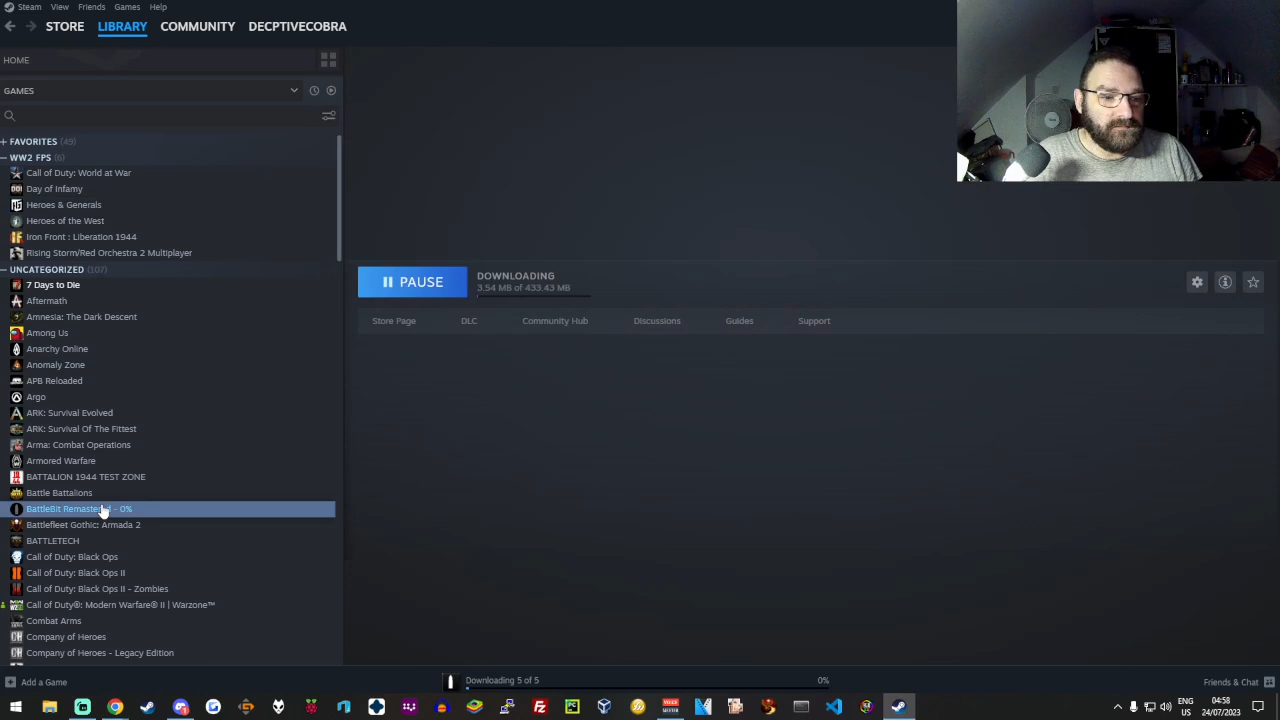 Steam View Friends Games Help
STORE LIBRARY COMMUNITY DECPTIVECOBRA
HOME
GAMES
FAVORITES (49)
WW2 FPS (6)
Call of Duty: World at War
Day of Infamy
Heroes & Generals
Heroes of the West
Iron Front : Liberation 1944
Rising Storm/Red Orchestra 2 Multiplayer
UNCATEGORIZED (107)
7 Days to Die
Aftermath
Amnesia: The Dark Descent
Among Us
Anarchy Online
Anomaly Zone
APB Reloaded
Argo
ARK: Survival Evolved
ARK: Survival Of The Fittest
Arma: Combat Operations
Armored Warfare
BATTALION 1944 TEST ZONE
Battle Battalions
BattleBit Remastered - 0%
Battlefleet Gothic: Armada 2
BATTLETECH
Call of Duty: Black Ops
Call of Duty: Black Ops II
Call of Duty: Black Ops II - Zombies
Call of Duty®: Modern Warfare® II | Warzone™
Combat Arms
Company of Heroes
Company of Heroes - Legacy Edition
PAUSE
DOWNLOADING
3.54 MB of 433.43 MB
Store Page DLC Community Hub Discussions Guides Support
Add a Game
Downloading 5 of 5 0%
Friends & Chat
ENG
US
04:58
24/07/2023